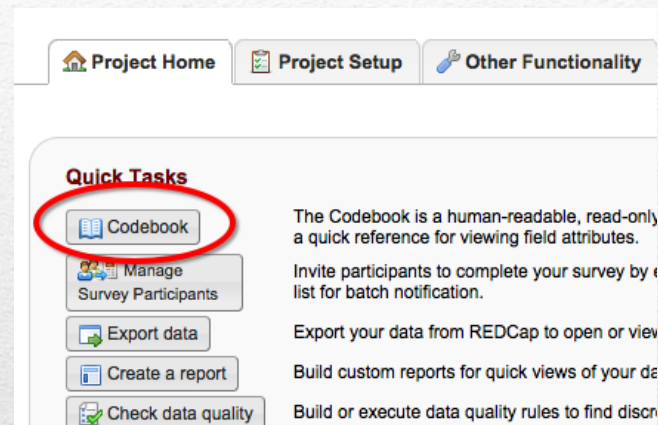 Project Home
Project Setup
Other Functionality
Quick Tasks
Codebook
The Codebook is a human-readable, read-only
a quick reference for viewing field attributes.
Manage
Survey Participants
Invite participants to complete your survey by e
list for batch notification.
Export data
Export your data from REDCap to open or view
Create a report
Build custom reports for quick views of your da
Check data quality
Build or execute data quality rules to find discre